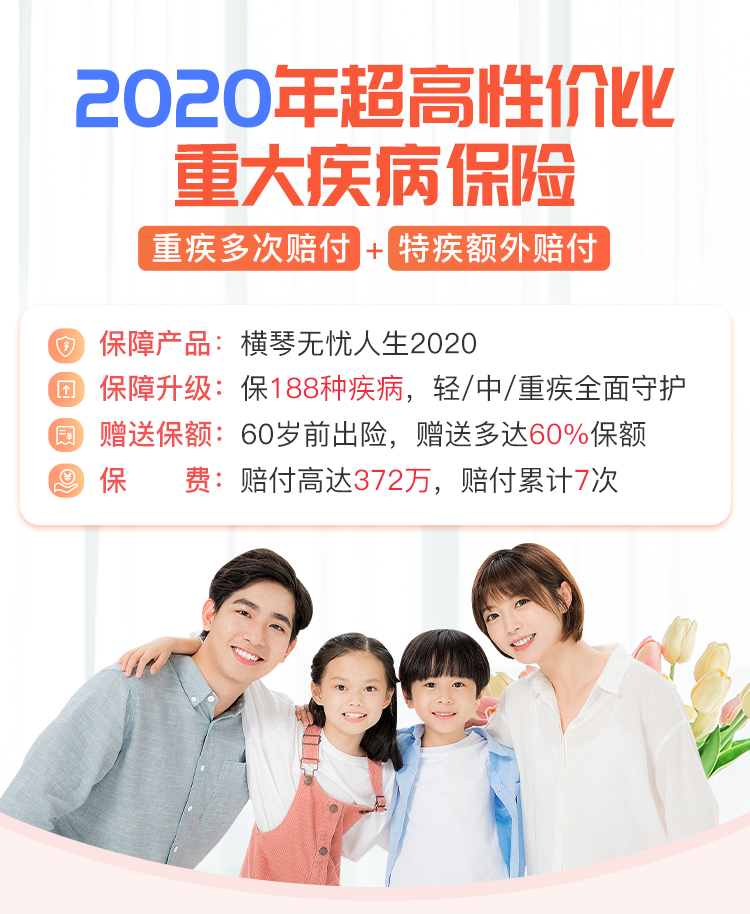 2020年超高性价比
重大疾病保险
重疾多次赔付+特疾额外赔付
保障产品：横琴无忧人生2020
保障升级：保188种疾病，轻/中/重疾全面守护
赠送保额：60岁前出险，赠送多达60%保额
保　　费：赔付高达372万，赔付累计7次